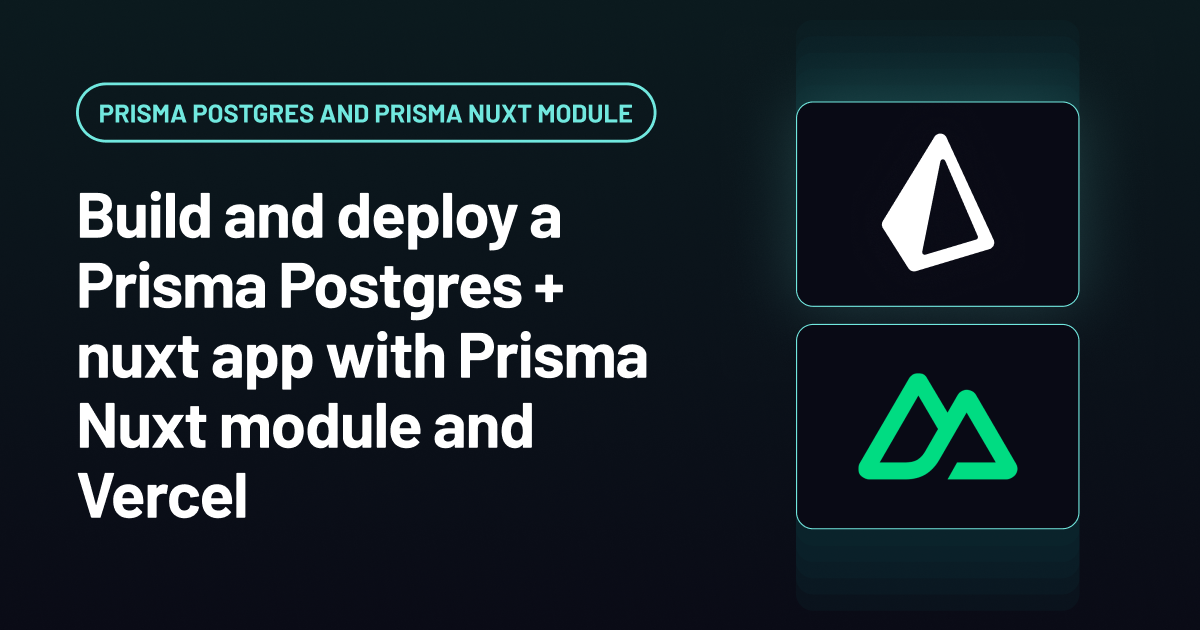 PRISMA POSTGRES AND PRISMA NUXT MODULE
Build and deploy a
Prisma Postgres +
nuxt app with Prisma
Nuxt module and
Vercel